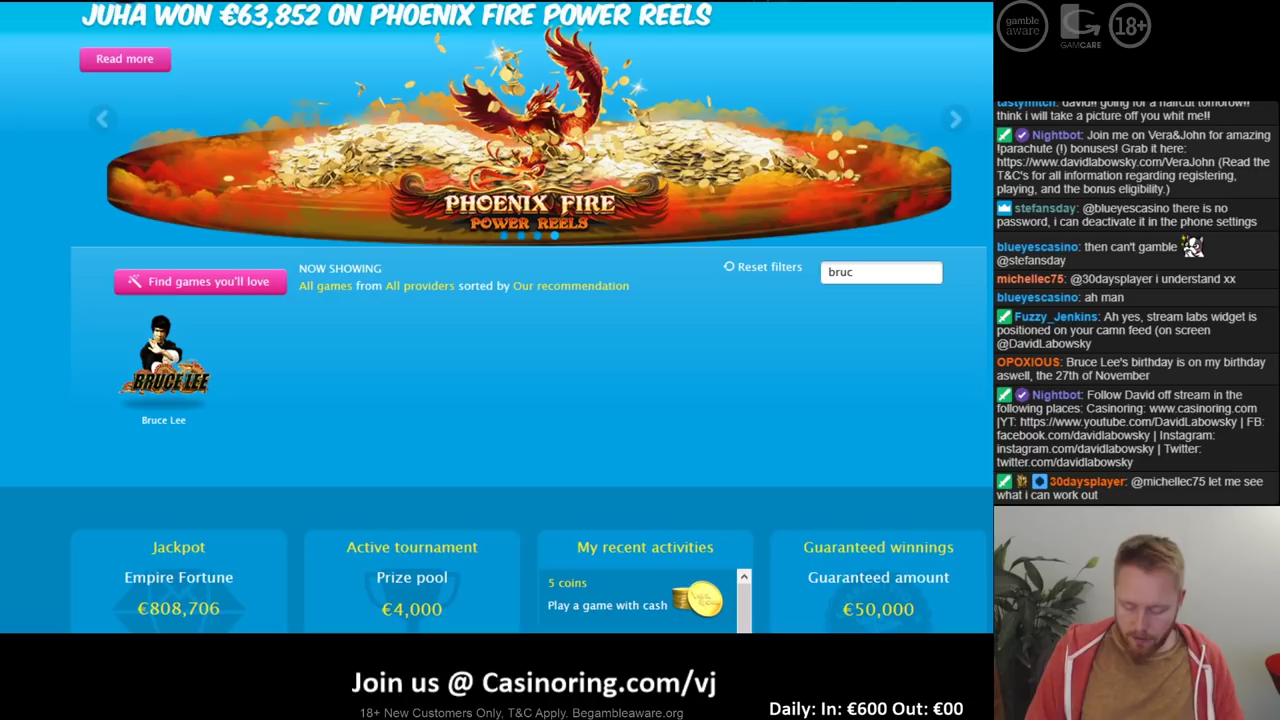 JUHA WON €63,852 ON PHOENIX FIRE POWER REELS
Read more
PHOENIX FIRE
POWER REELS
Find games you'll love
NOW SHOWING
All games from All providers sorted by Our recommendation
Reset filters
bruc
BRUCE LEE
Bruce Lee
Jackpot
Empire Fortune
€808,706
Active tournament
Prize pool
€4,000
My recent activities
5 coins
Play a game with cash
Guaranteed winnings
Guaranteed amount
€50,000
gamble
aware
GAMCARE
18+
tastymitch: david!! going for a haircut tomorow!!
think i will take a picture off you whit me!!
Nightbot: Join me on Vera&John for amazing
!parachute (!) bonuses! Grab it here:
https://www.davidlabowsky.com/VeraJohn (Read the
T&C's for all information regarding registering,
playing, and the bonus eligibility.)
stefansday: @blueyescasino there is no
password, i can deactivate it in the phone settings
blueyescasino: then can't gamble
@stefansday
michellec75: @30daysplayer i understand xx
blueyescasino: ah man
Fuzzy_Jenkins: Ah yes, stream labs widget is
positioned on your camn feed (on screen
@DavidLabowsky
OPOXIOUS: Bruce Lee's birthday is on my birthday
aswell, the 27th of November
Nightbot: Follow David off stream in the
following places: Casinoring: www.casinoring.com
|YT: https://www.youtube.com/DavidLabowsky | FB:
facebook.com/davidlabowsky | Instagram:
instagram.com/davidlabowsky | Twitter:
twitter.com/davidlabowsky
30daysplayer: @michellec75 let me see
what i can work out
Join us @ Casinoring.com/vj
18+ New Customers Only, T&C Apply. Begambleaware.org
Daily: In: €600 Out: €00